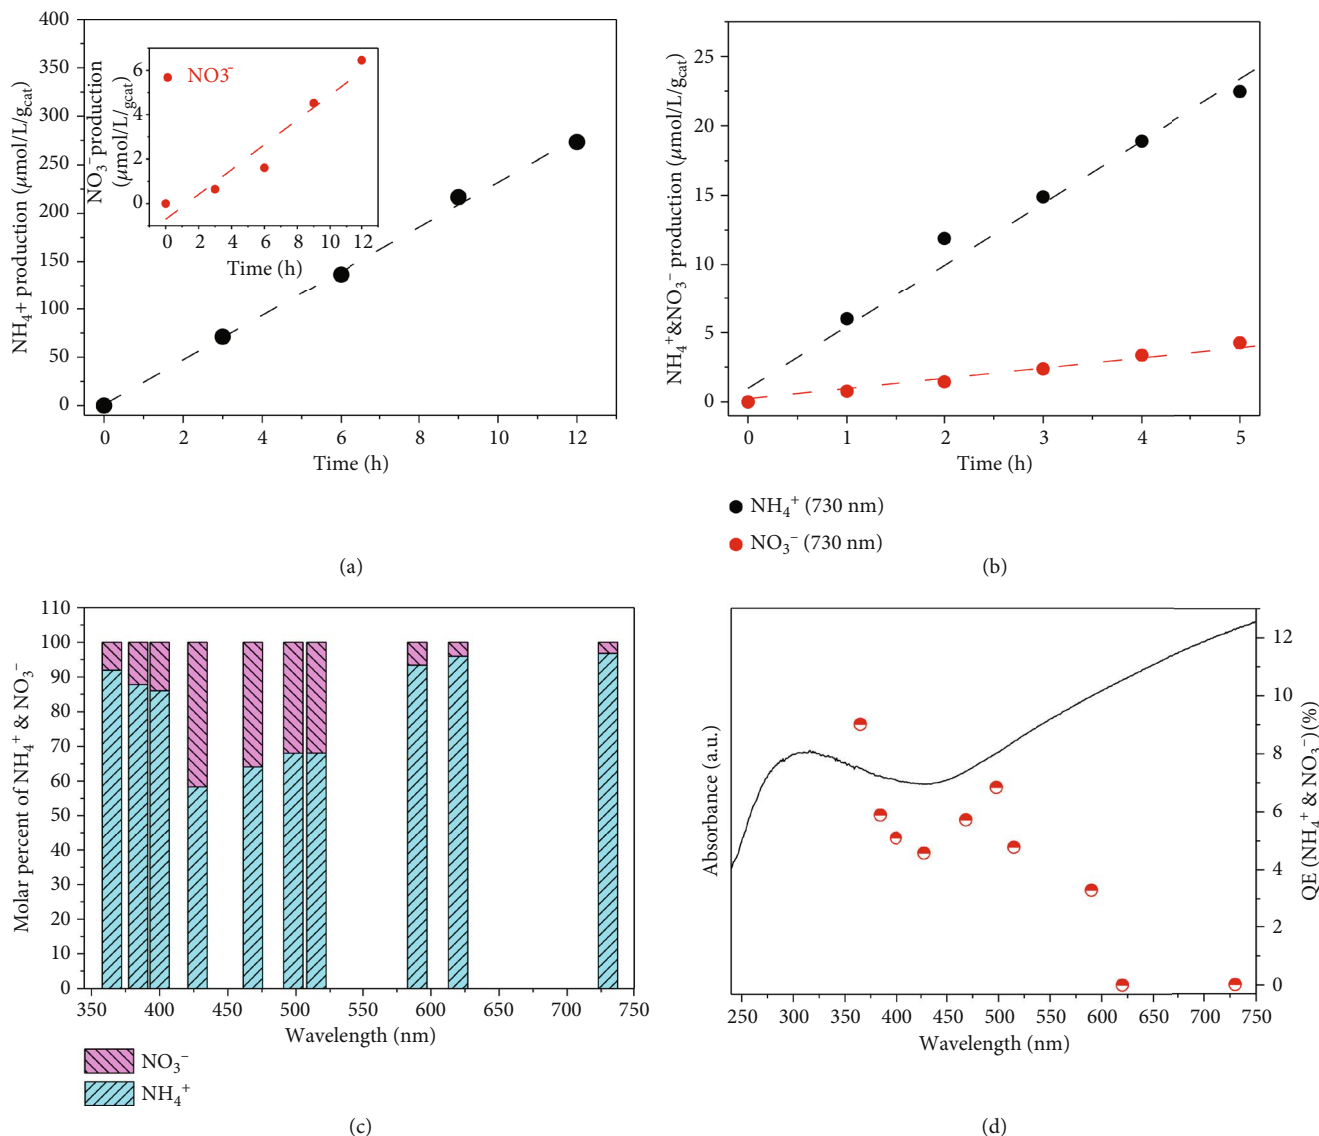 400
350
300
250
200
150
100
50
0
NH₄+ production (μmol/L/g_cat)
0 2 4 6 8 10 12
Time (h)
6
4
2
0
NO₃⁻ production
(μmol/L/gcat)
NO3⁻
0 2 4 6 8 10 12
Time (h)
(a)
25
20
15
10
5
0
NH₄⁺&NO₃⁻ production (μmol/L/g_cat)
0 1 2 3 4 5
Time (h)
NH₄⁺ (730 nm)
NO₃⁻ (730 nm)
(b)
110
100
90
80
70
60
50
40
30
20
10
0
Molar percent of NH₄⁺ & NO₃⁻
350 400 450 500 550 600 650 700 750
Wavelength (nm)
NO₃⁻
NH₄⁺
(c)
Absorbance (a.u.)
12
10
8
6
4
2
0
QE (NH₄⁺ & NO₃⁻) (%)
250 300 350 400 450 500 550 600 650 700 750
Wavelength (nm)
(d)